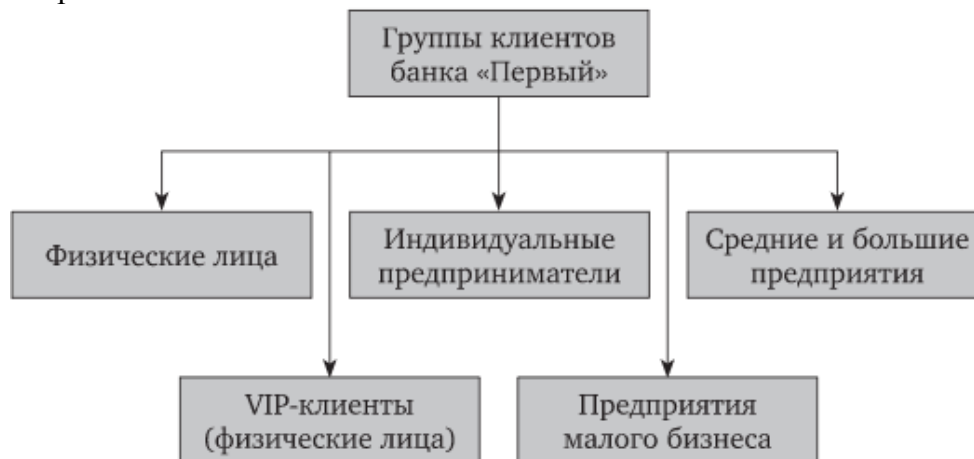 Группы клиентов
банка «Первый»
Физические лица
Индивидуальные
предприниматели
Средние и большие
предприятия
VIP-клиенты
(физические лица)
Предприятия
малого бизнеса